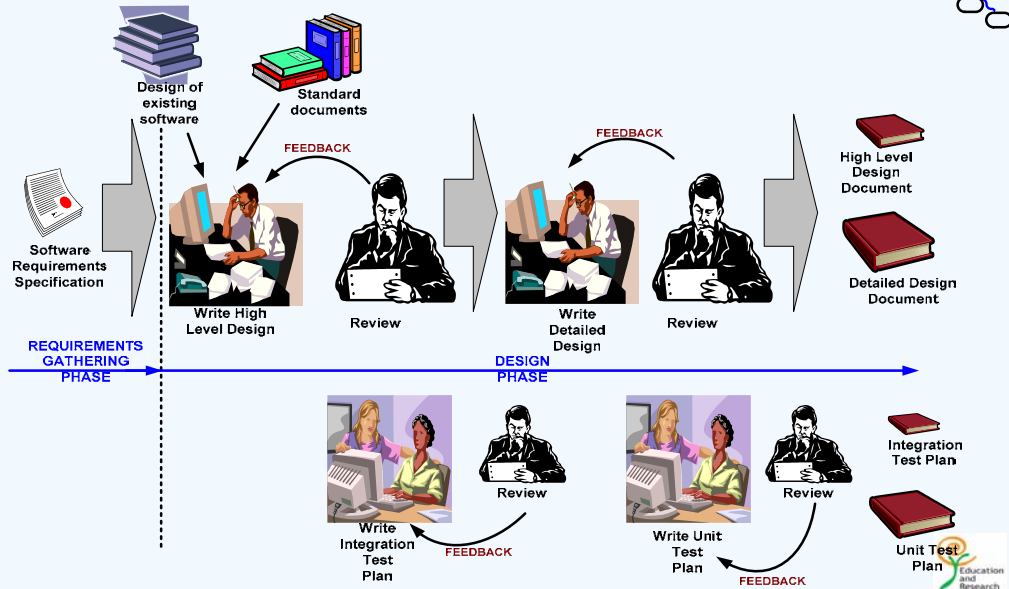 Design of
existing
software
Standard
documents
FEEDBACK
FEEDBACK
High Level
Design
Document
Software
Requirements
Specification
Write High
Level Design
Review
Write
Detailed
Design
Review
Detailed Design
Document
REQUIREMENTS
GATHERING
PHASE
DESIGN
PHASE
Integration
Test Plan
Review
Review
Write
Integration
Test
Plan
FEEDBACK
Write Unit
Test
Plan
FEEDBACK
Unit Test
Plan
Education
and
Research